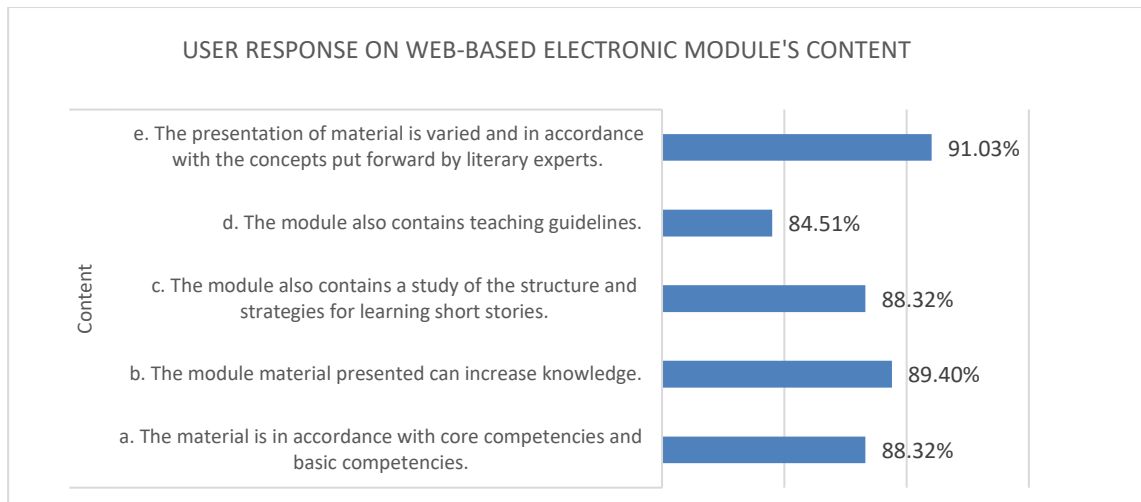 USER RESPONSE ON WEB-BASED ELECTRONIC MODULE'S CONTENT
e. The presentation of material is varied and in accordance
with the concepts put forward by literary experts.
91.03%
d. The module also contains teaching guidelines.
84.51%
Content
c. The module also contains a study of the structure and
strategies for learning short stories.
88.32%
b. The module material presented can increase knowledge.
89.40%
a. The material is in accordance with core competencies and
basic competencies.
88.32%